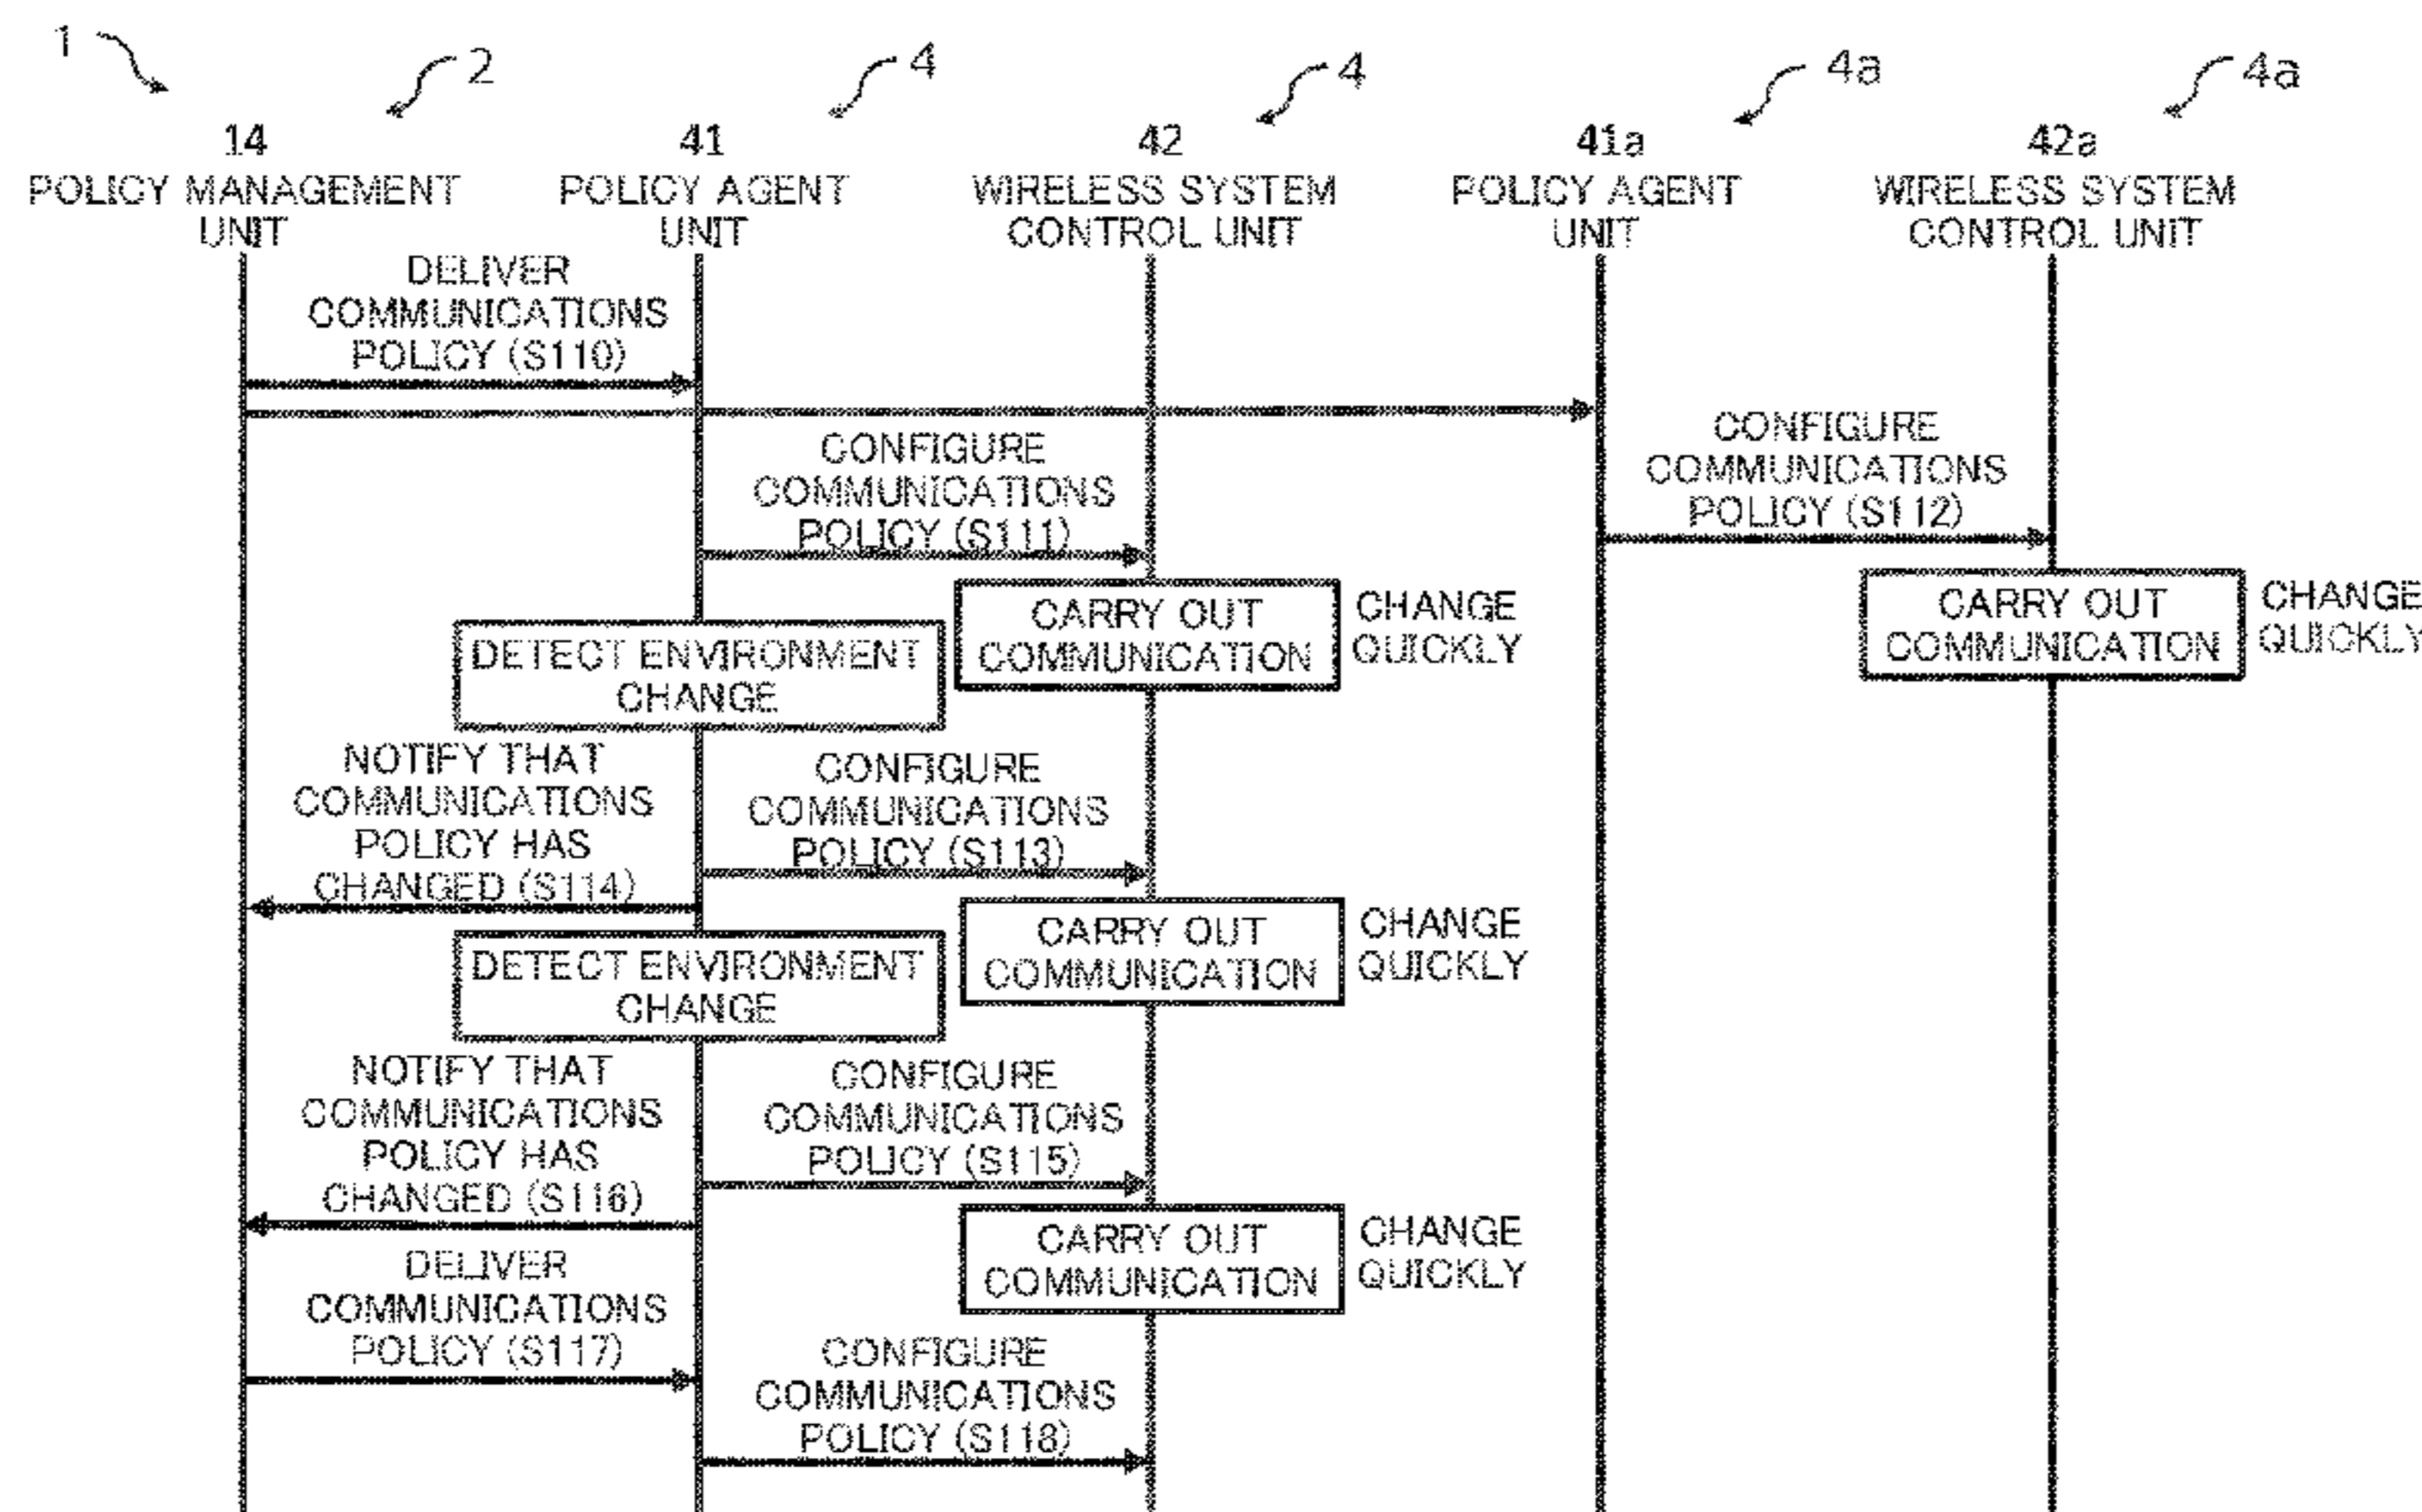 1
2
4
4
4a
4a
14
POLICY MANAGEMENT
UNIT
41
POLICY AGENT
UNIT
42
WIRELESS SYSTEM
CONTROL UNIT
41a
POLICY AGENT
UNIT
42a
WIRELESS SYSTEM
CONTROL UNIT
DELIVER
COMMUNICATIONS
POLICY (S110)
CONFIGURE
COMMUNICATIONS
POLICY (S111)
CONFIGURE
COMMUNICATIONS
POLICY (S112)
CARRY OUT
COMMUNICATION
CHANGE
QUICKLY
CARRY OUT
COMMUNICATION
CHANGE
QUICKLY
DETECT ENVIRONMENT
CHANGE
NOTIFY THAT
COMMUNICATIONS
POLICY HAS
CHANGED (S114)
CONFIGURE
COMMUNICATIONS
POLICY (S113)
CARRY OUT
COMMUNICATION
CHANGE
QUICKLY
DETECT ENVIRONMENT
CHANGE
NOTIFY THAT
COMMUNICATIONS
POLICY HAS
CHANGED (S116)
CONFIGURE
COMMUNICATIONS
POLICY (S115)
CARRY OUT
COMMUNICATION
CHANGE
QUICKLY
DELIVER
COMMUNICATIONS
POLICY (S117)
CONFIGURE
COMMUNICATIONS
POLICY (S118)